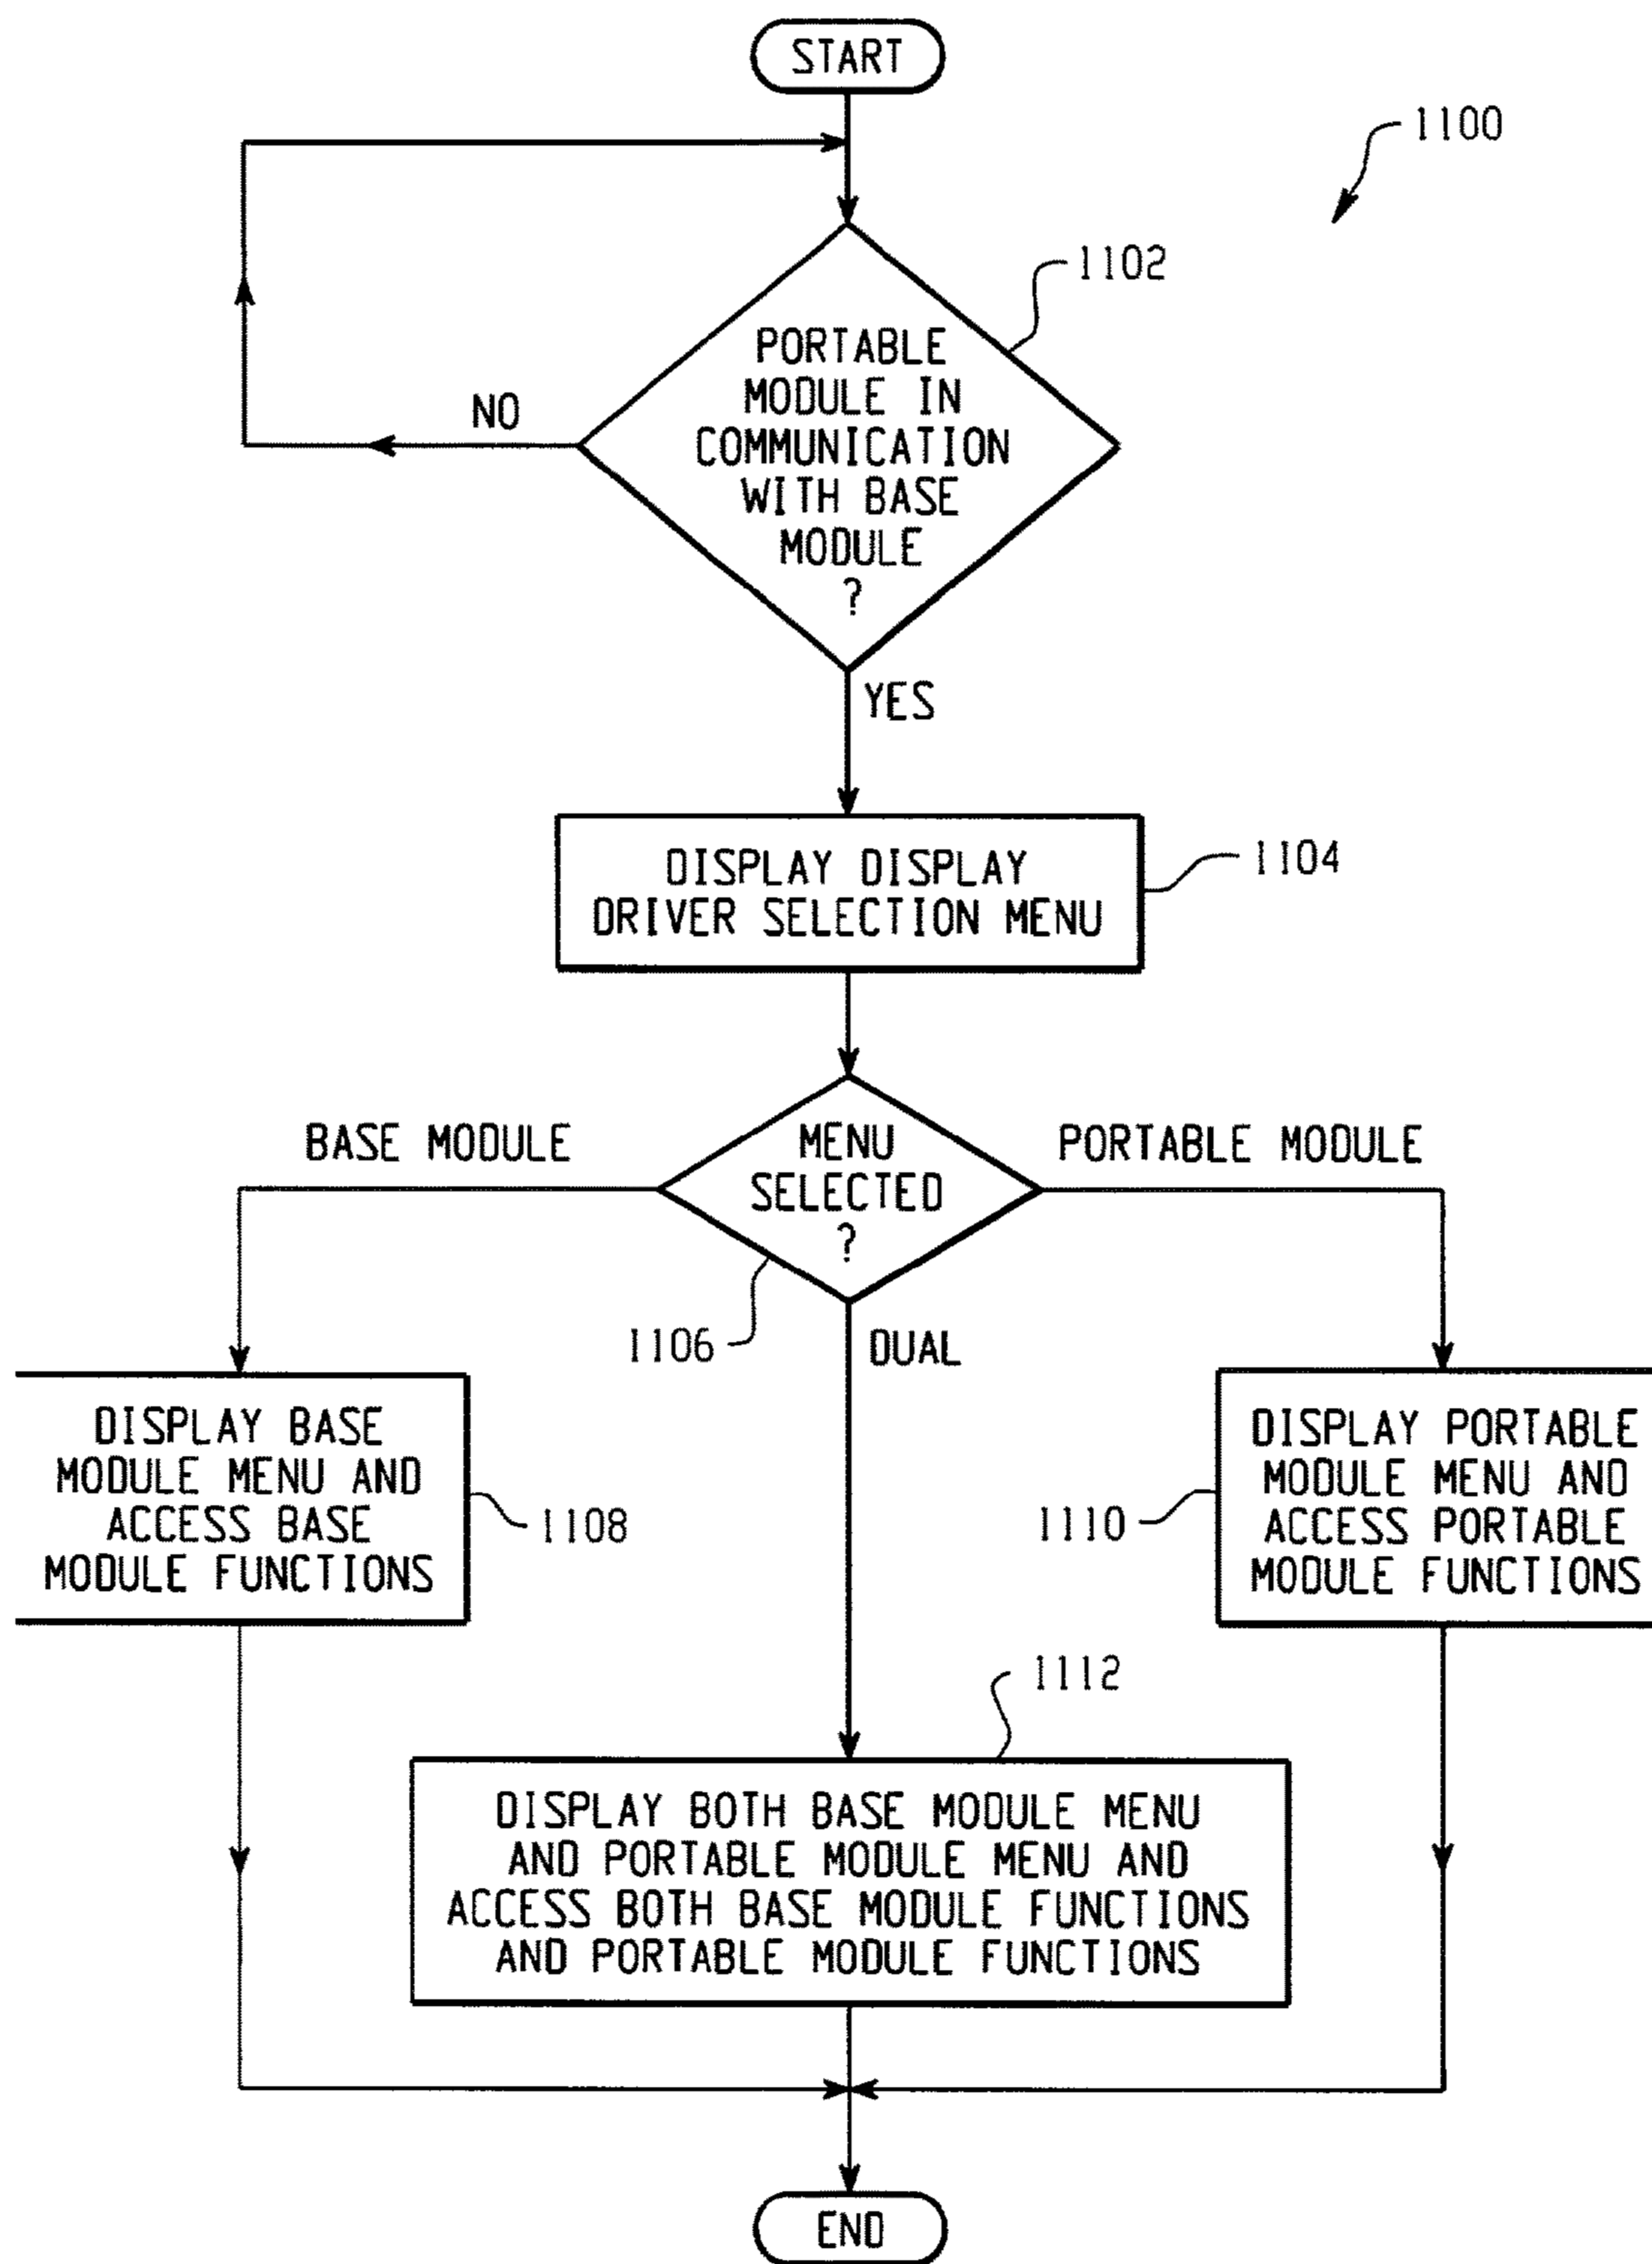 START
1100
1102
PORTABLE
MODULE IN
COMMUNICATION
WITH BASE
MODULE
?
NO
YES
DISPLAY DISPLAY
DRIVER SELECTION MENU
1104
BASE MODULE
MENU
SELECTED
?
PORTABLE MODULE
1106
DUAL
DISPLAY BASE
MODULE MENU AND
ACCESS BASE
MODULE FUNCTIONS
1108
1110
DISPLAY PORTABLE
MODULE MENU AND
ACCESS PORTABLE
MODULE FUNCTIONS
1112
DISPLAY BOTH BASE MODULE MENU
AND PORTABLE MODULE MENU AND
ACCESS BOTH BASE MODULE FUNCTIONS
AND PORTABLE MODULE FUNCTIONS
END